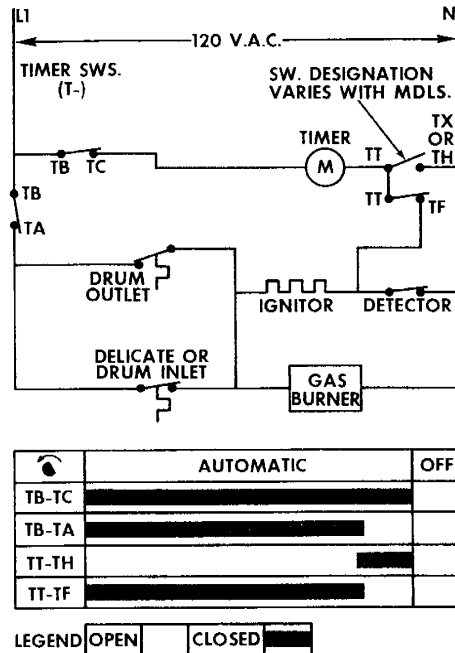 L1
N
120 V.A.C.
TIMER SWS.
(T-)
SW. DESIGNATION
VARIES WITH MDLS.
TX
OR
TH
TIMER
M
TT
TB
TC
TB
TA
TT
TF
DRUM
OUTLET
IGNITOR
DETECTOR
DELICATE OR
DRUM INLET
GAS
BURNER
AUTOMATIC
OFF
TB-TC
TB-TA
TT-TH
TT-TF
LEGEND OPEN CLOSED